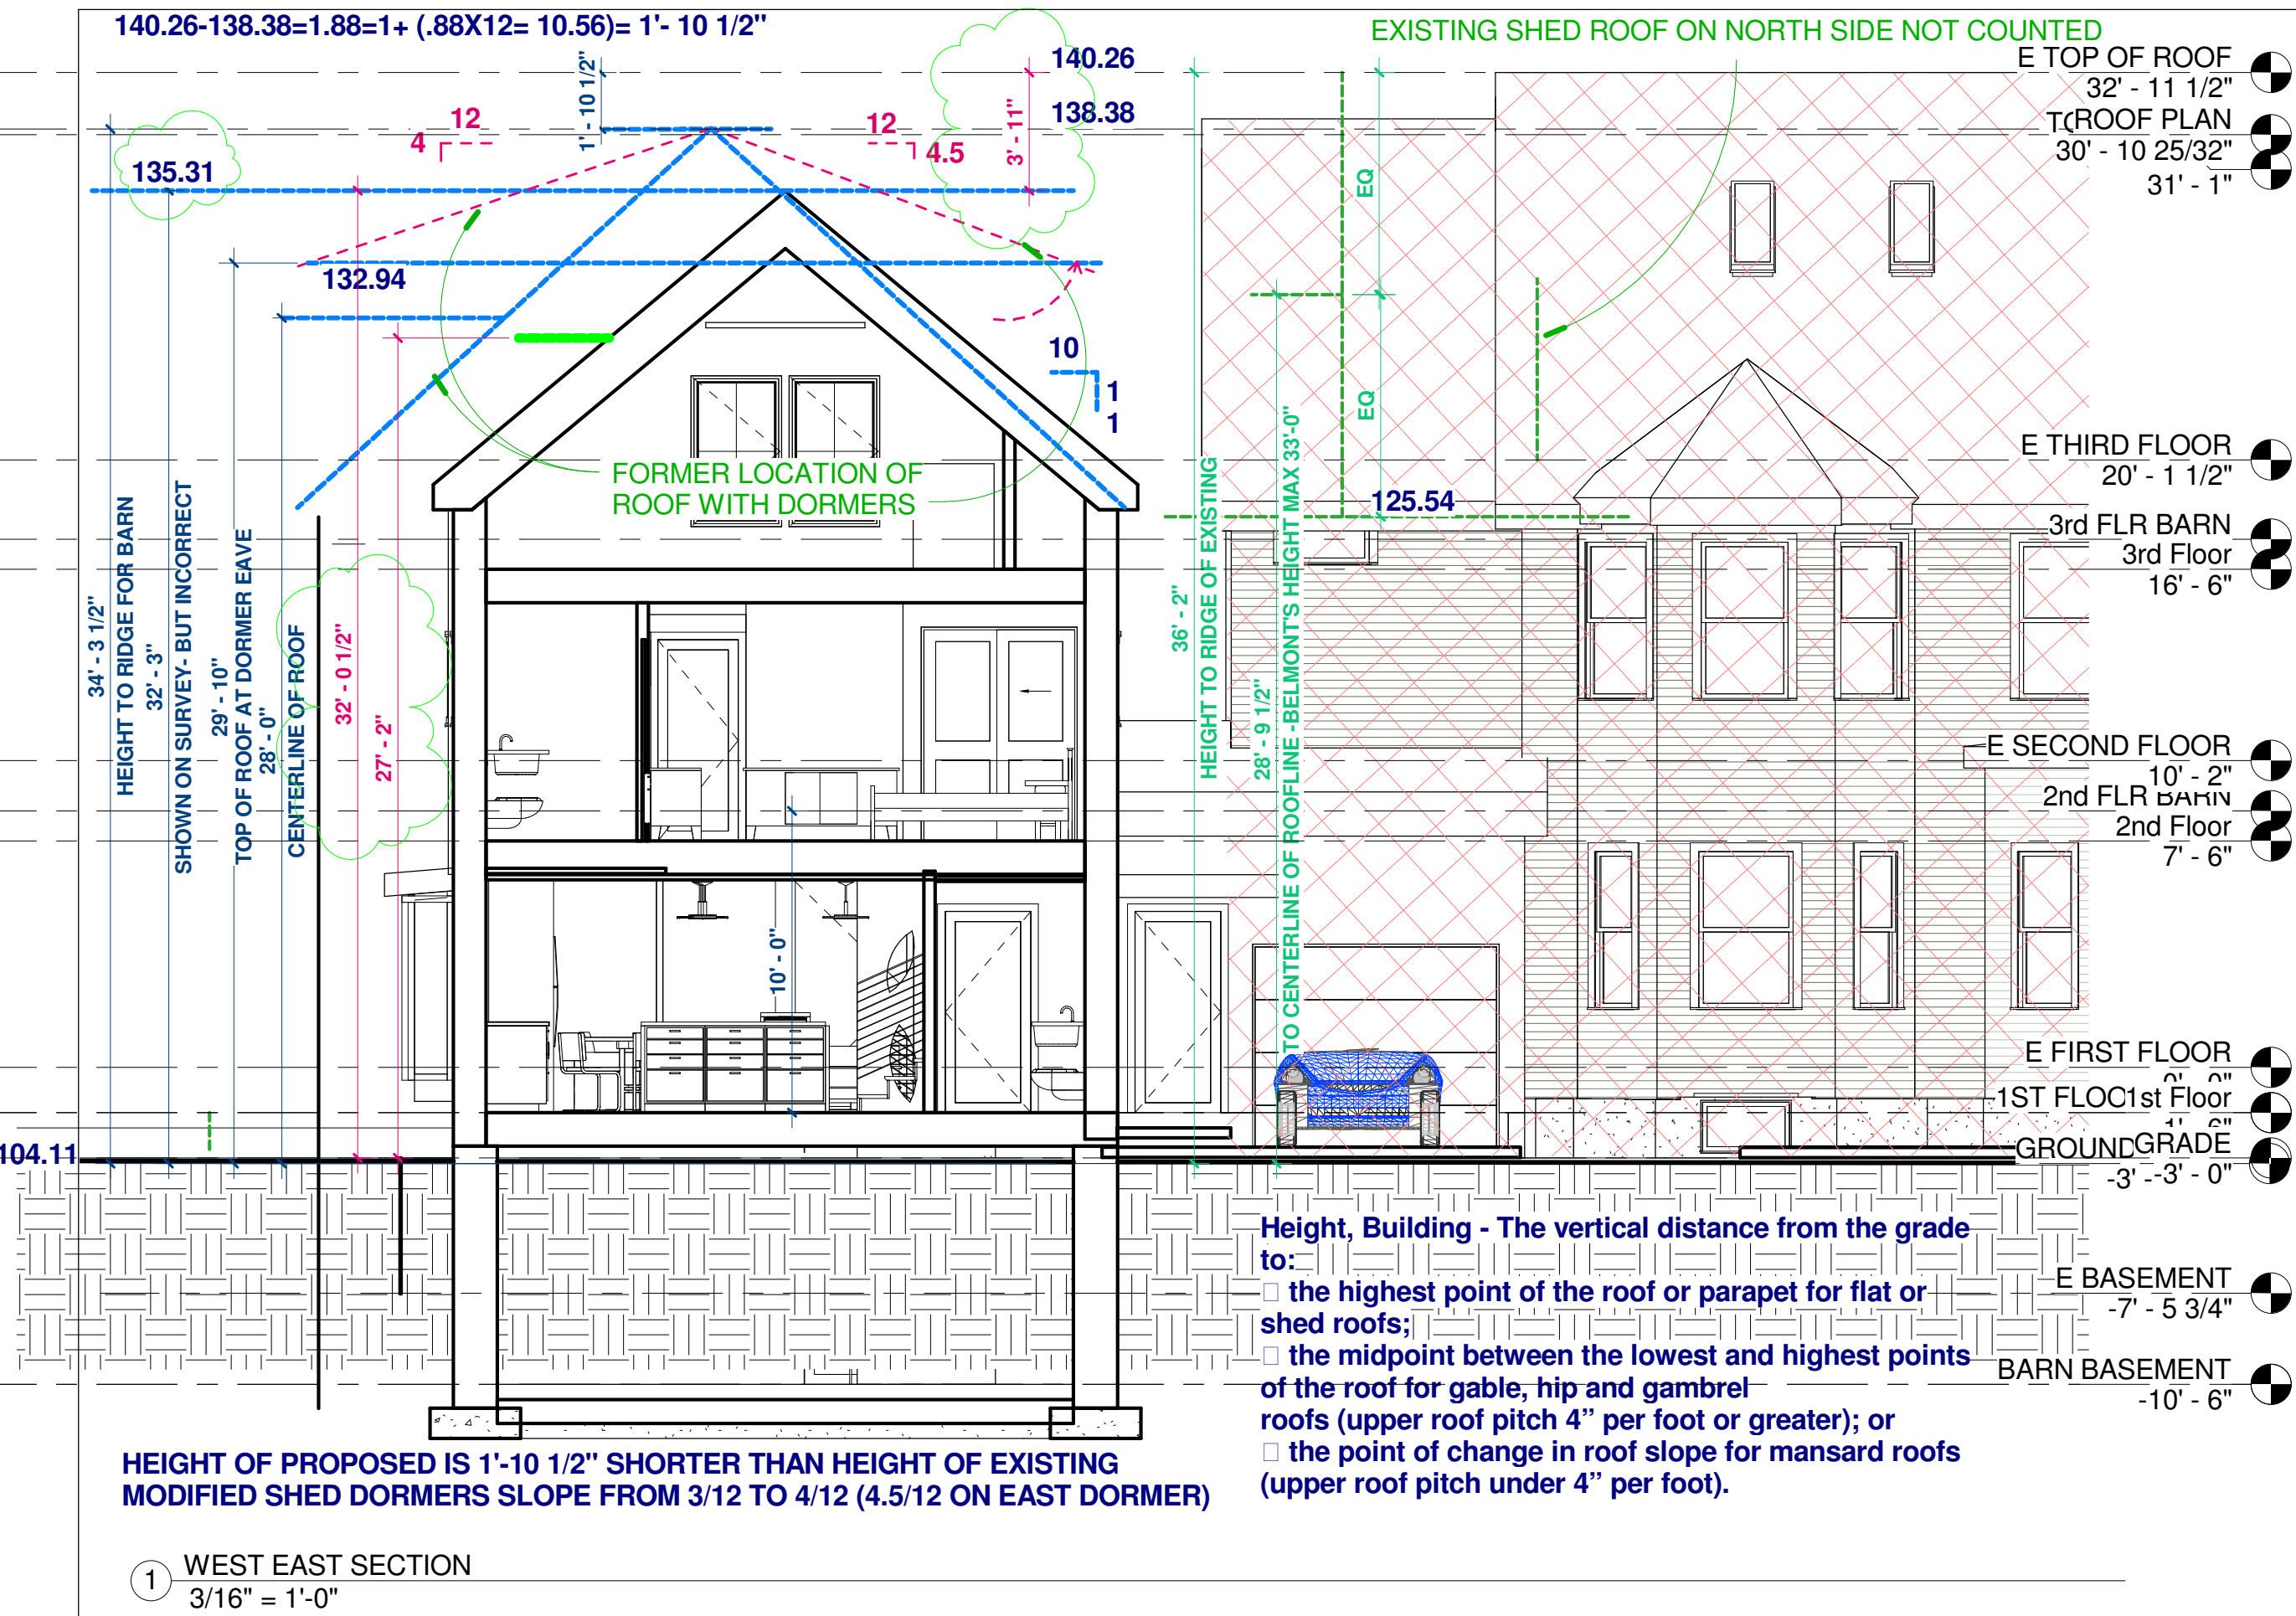 140.26-138.38=1.88=1+ (.88X12= 10.56)= 1'- 10 1/2"
EXISTING SHED ROOF ON NORTH SIDE NOT COUNTED
140.26
138.38
135.31
132.94
12
4
12
4.5
1' - 10 1/2"
3' - 11"
10
1
1
EQ
EQ
125.54
FORMER LOCATION OF
ROOF WITH DORMERS
34' - 3 1/2"
HEIGHT TO RIDGE FOR BARN
32' - 3"
SHOWN ON SURVEY- BUT INCORRECT
29' - 10"
TOP OF ROOF AT DORMER EAVE
28' - 0"
CENTERLINE OF ROOF
32' - 0 1/2"
27' - 2"
10' - 0"
36' - 2"
HEIGHT TO RIDGE OF EXISTING
28' - 9 1/2"
TO CENTERLINE OF ROOFLINE -BELMONT'S HEIGHT MAX 33'-0"
104.11
E TOP OF ROOF
32' - 11 1/2"
ROOF PLAN
30' - 10 25/32"
31' - 1"
E THIRD FLOOR
20' - 1 1/2"
3rd FLR BARN
3rd Floor
16' - 6"
E SECOND FLOOR
10' - 2"
2nd FLR BARN
2nd Floor
7' - 6"
E FIRST FLOOR
0' - 0"
1ST FLOO1st Floor
1' - 6"
GROUNDGRADE
-3' --3' - 0"
E BASEMENT
-7' - 5 3/4"
BARN BASEMENT
-10' - 6"
Height, Building - The vertical distance from the grade
to:
□ the highest point of the roof or parapet for flat or
shed roofs;
□ the midpoint between the lowest and highest points
of the roof for gable, hip and gambrel
roofs (upper roof pitch 4” per foot or greater); or
□ the point of change in roof slope for mansard roofs
(upper roof pitch under 4” per foot).
HEIGHT OF PROPOSED IS 1'-10 1/2" SHORTER THAN HEIGHT OF EXISTING
MODIFIED SHED DORMERS SLOPE FROM 3/12 TO 4/12 (4.5/12 ON EAST DORMER)
1
WEST EAST SECTION
3/16" = 1'-0"